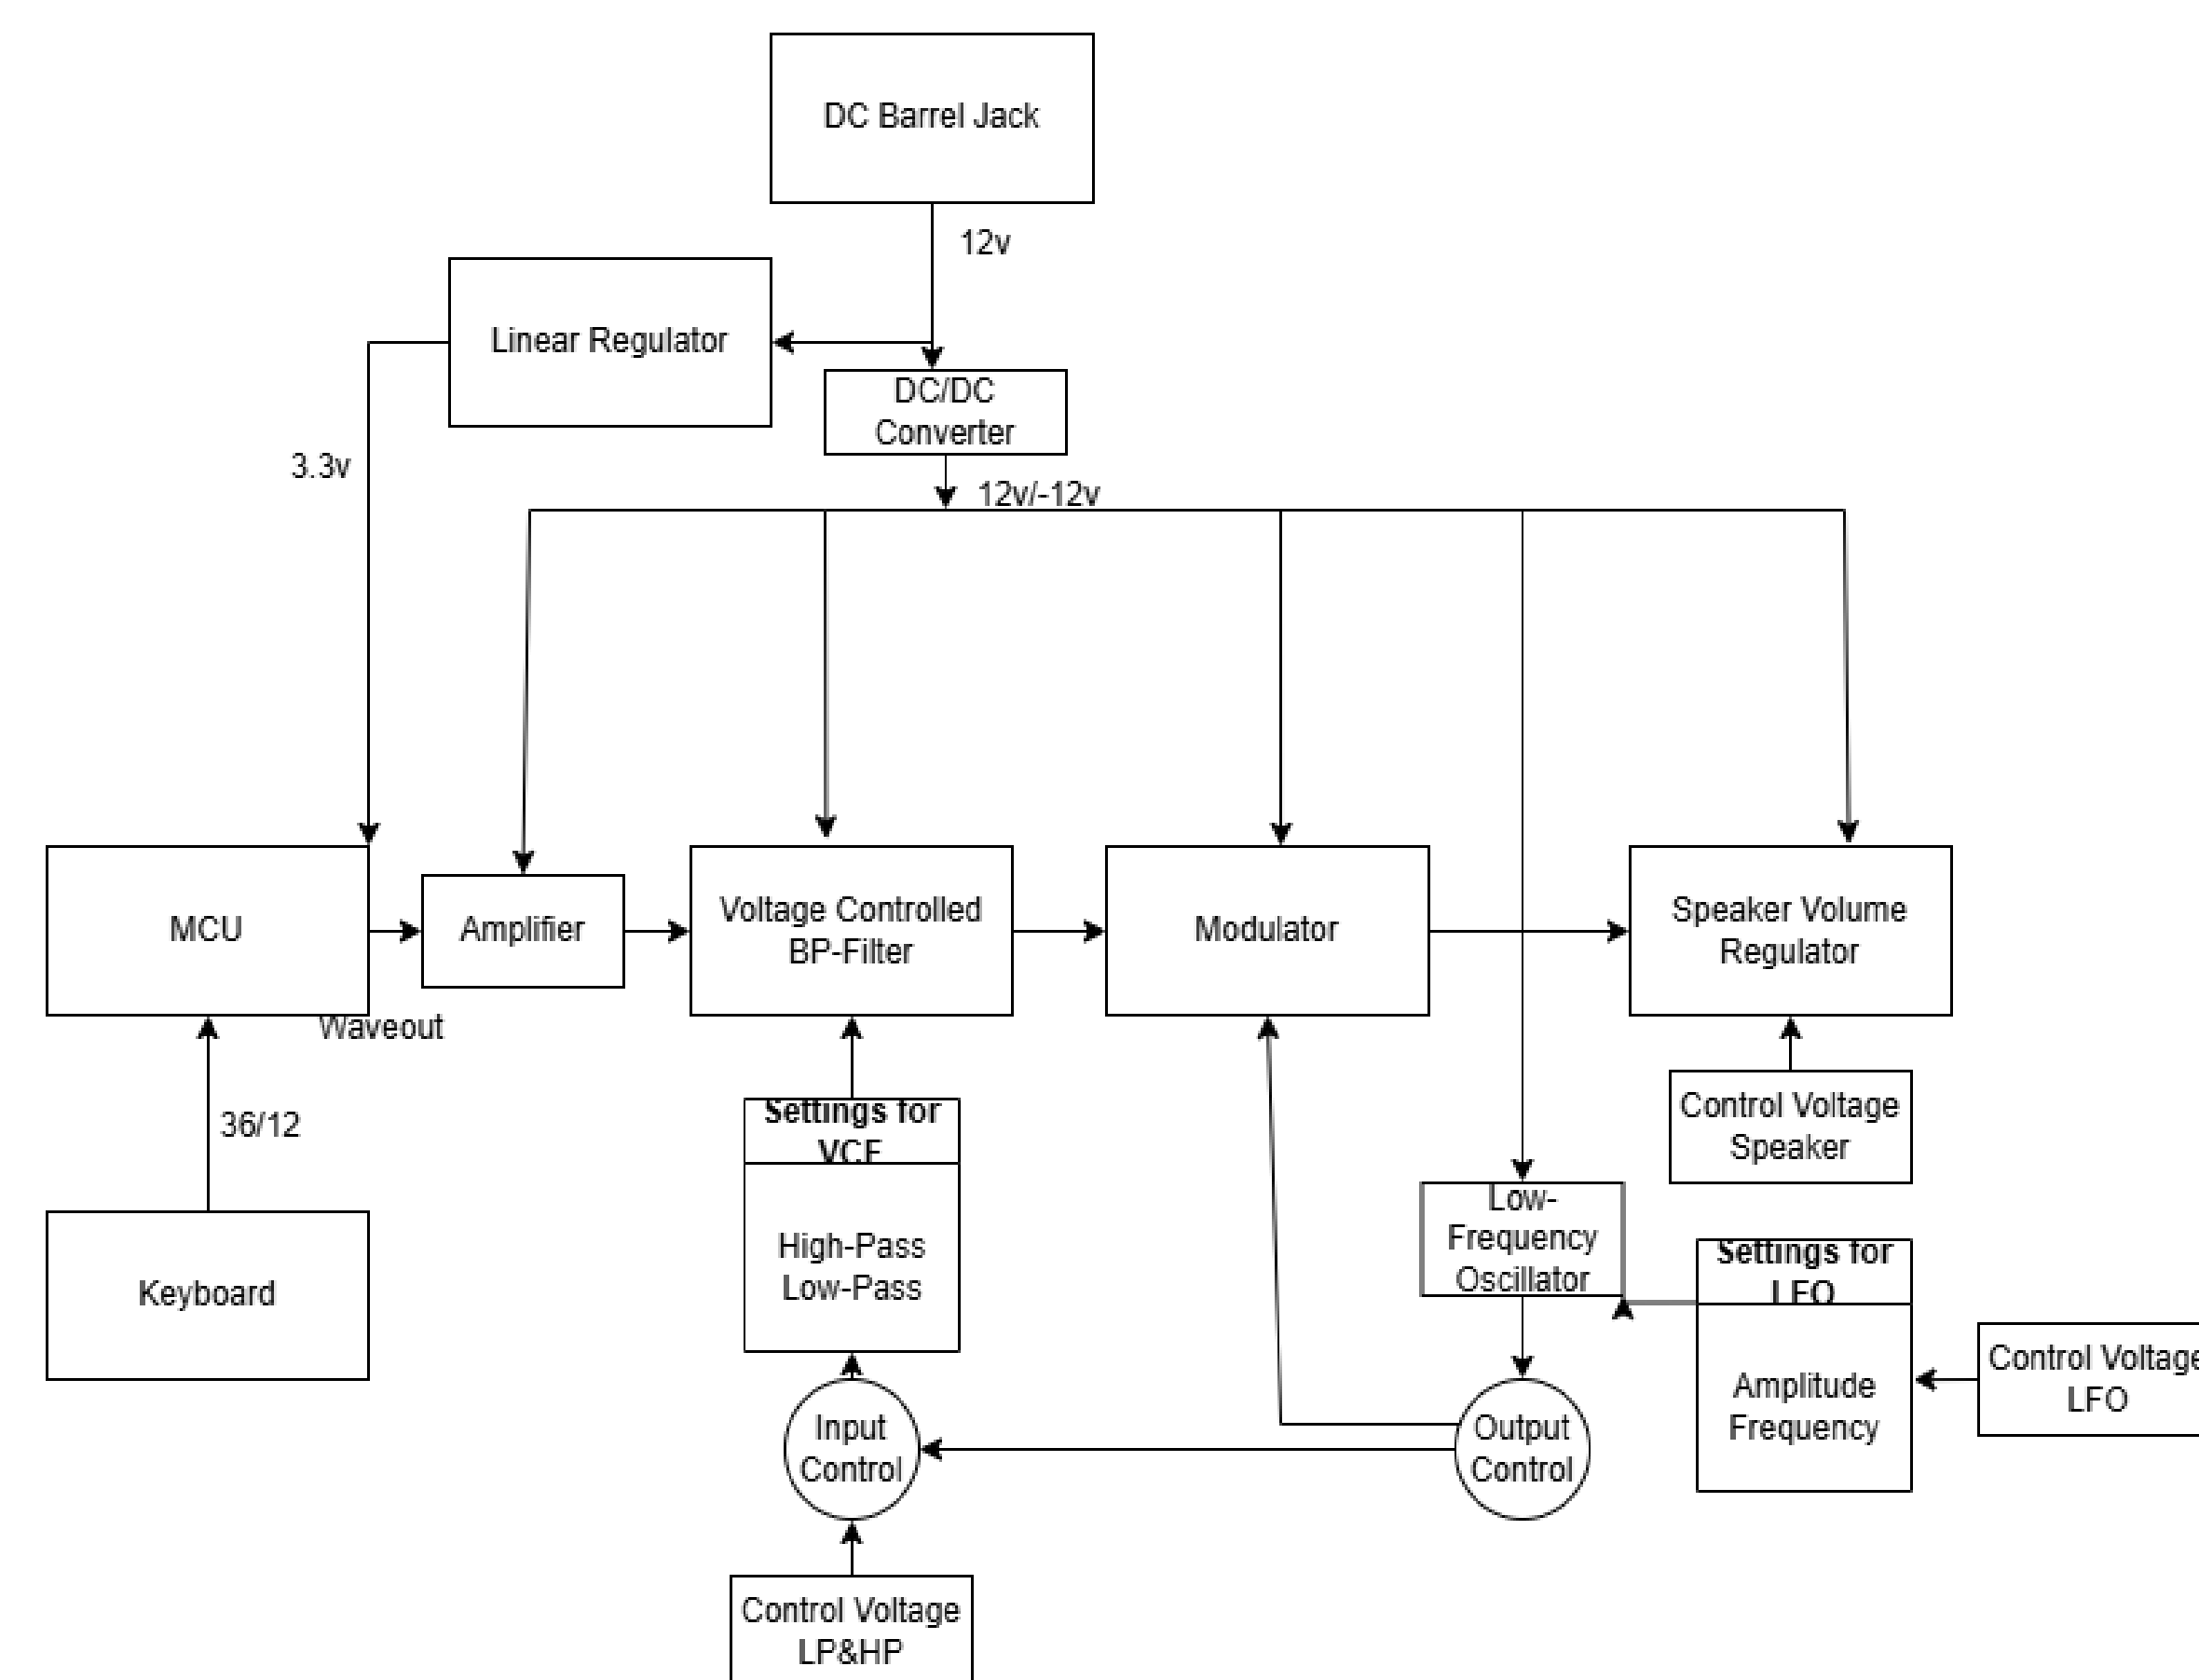 DC Barrel Jack
12v
Linear Regulator
DC/DC
Converter
3.3v
12v/-12v
MCU
Amplifier
Voltage Controlled
BP-Filter
Modulator
Speaker Volume
Regulator
Waveout
36/12
Settings for
VCF
Control Voltage
Speaker
Low-
Frequency
Oscillator
High-Pass
Low-Pass
Keyboard
Settings for
LFO
Control Voltage
LFO
Amplitude
Frequency
Input
Control
Output
Control
Control Voltage
LP&HP